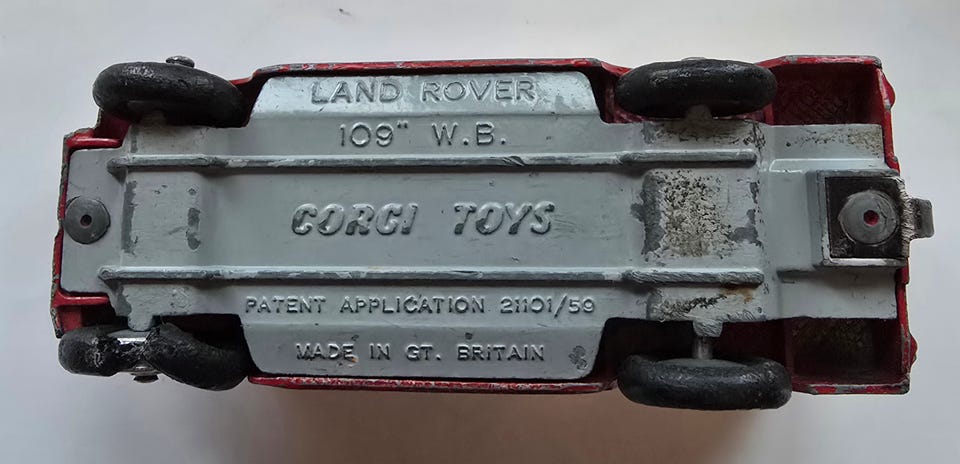 LAND ROVER
109" W.B.
CORGI TOYS
PATENT APPLICATION 21101/59
MADE IN GT. BRITAIN